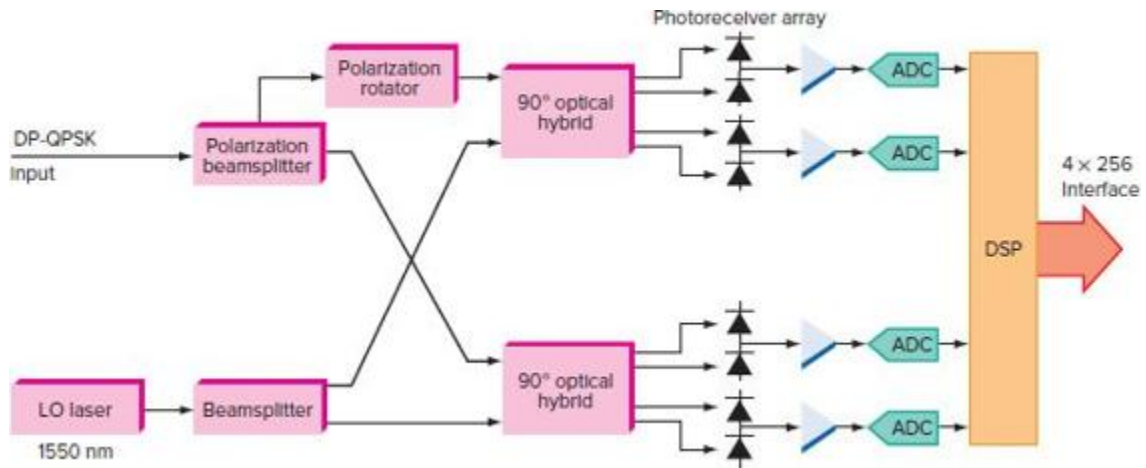 Photoreceiver array
Polarization
rotator
90° optical
hybrid
ADC
DP-QPSK
Input
Polarization
beamsplitter
ADC
4 × 256
Interface
DSP
ADC
90° optical
hybrid
LO laser
Beamsplitter
ADC
1550 nm